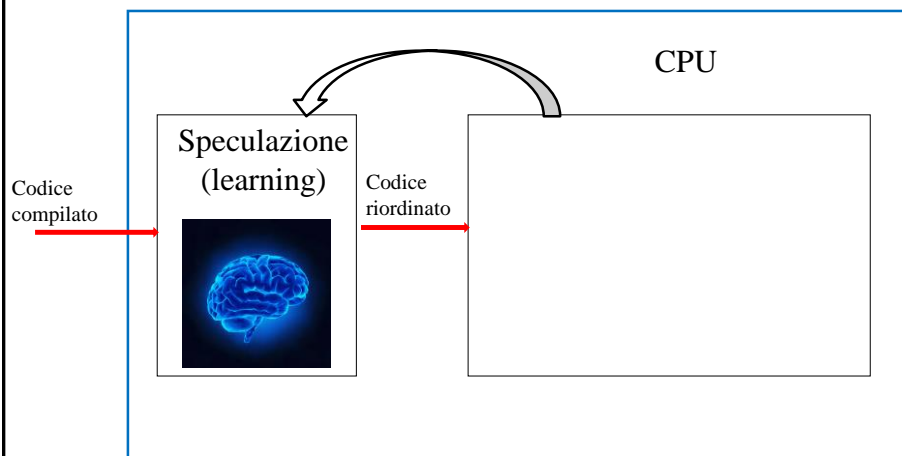 CPU
Speculazione
(learning)
Codice
compilato
Codice
riordinato